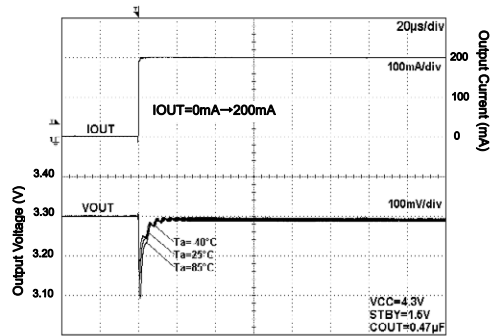 20µs/div
100mA/div
200
100
0
Output Current (mA)
IOUT=0mA→200mA
IOUT
3.40
3.30
3.20
3.10
Output Voltage (V)
VOUT
100mV/div
Ta=-40°C
Ta=25°C
Ta=85°C
VCC=4.3V
STBY=1.5V
COUT=0.47µF